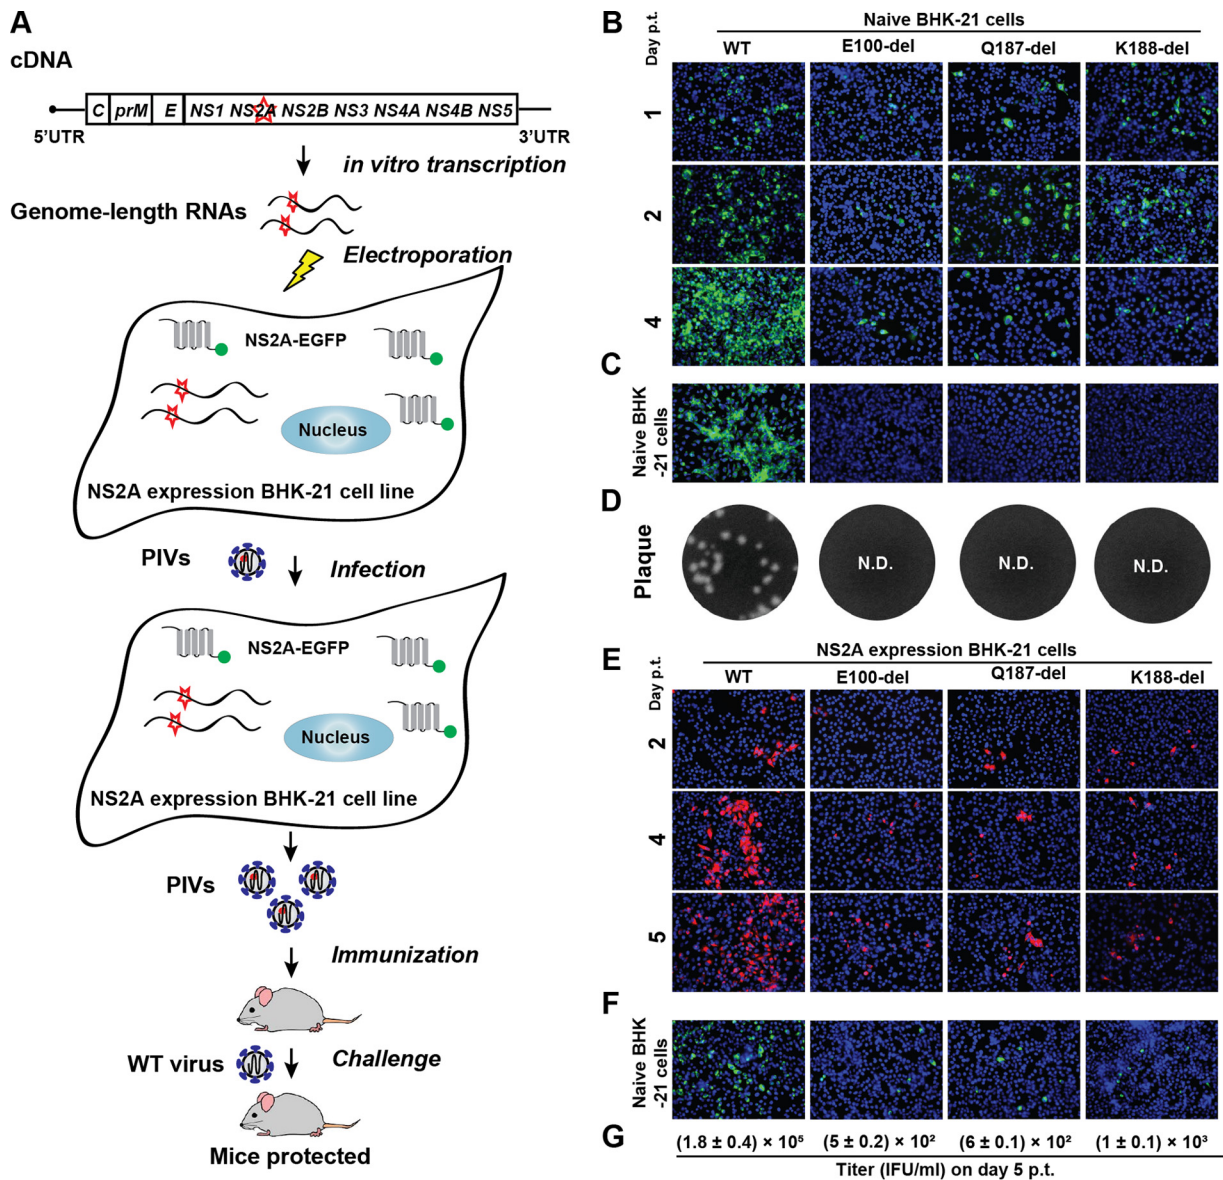 A
cDNA
C prM E NS1 NS2A NS2B NS3 NS4A NS4B NS5
5'UTR 3'UTR
in vitro transcription
Genome-length RNAs
Electroporation
NS2A-EGFP
Nucleus
NS2A expression BHK-21 cell line
PIVs
Infection
NS2A-EGFP
Nucleus
NS2A expression BHK-21 cell line
PIVs
Immunization
WT virus
Challenge
Mice protected
B
Day p.t.
Naive BHK-21 cells
WT E100-del Q187-del K188-del
1
2
4
C
Naive BHK
-21 cells
D
Plaque
N.D. N.D. N.D.
E
Day p.t.
NS2A expression BHK-21 cells
WT E100-del Q187-del K188-del
2
4
5
F
Naive BHK
-21 cells
G
(1.8 ± 0.4) × 10⁵ (5 ± 0.2) × 10² (6 ± 0.1) × 10² (1 ± 0.1) × 10³
Titer (IFU/ml) on day 5 p.t.